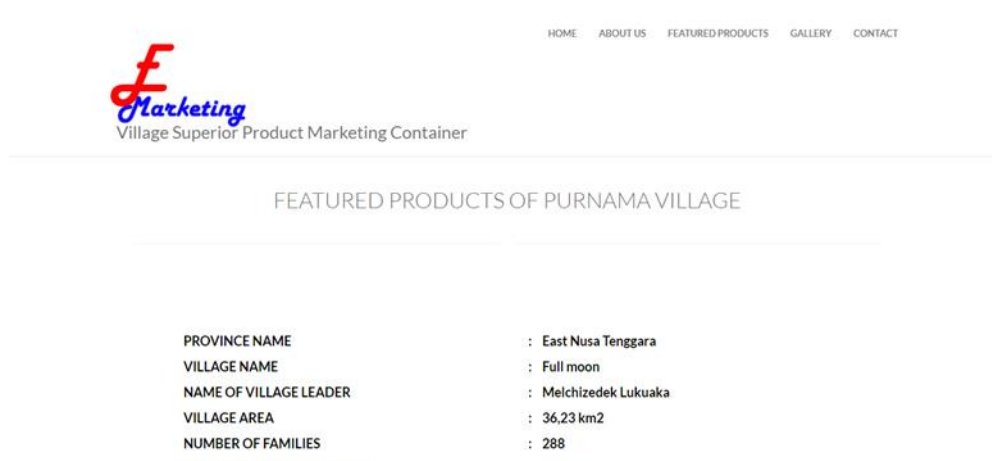 HOME ABOUT US FEATURED PRODUCTS GALLERY CONTACT
E
Marketing
Village Superior Product Marketing Container
FEATURED PRODUCTS OF PURNAMA VILLAGE
PROVINCE NAME : East Nusa Tenggara
VILLAGE NAME : Full moon
NAME OF VILLAGE LEADER : Melchizedek Lukuaka
VILLAGE AREA : 36,23 km2
NUMBER OF FAMILIES : 288